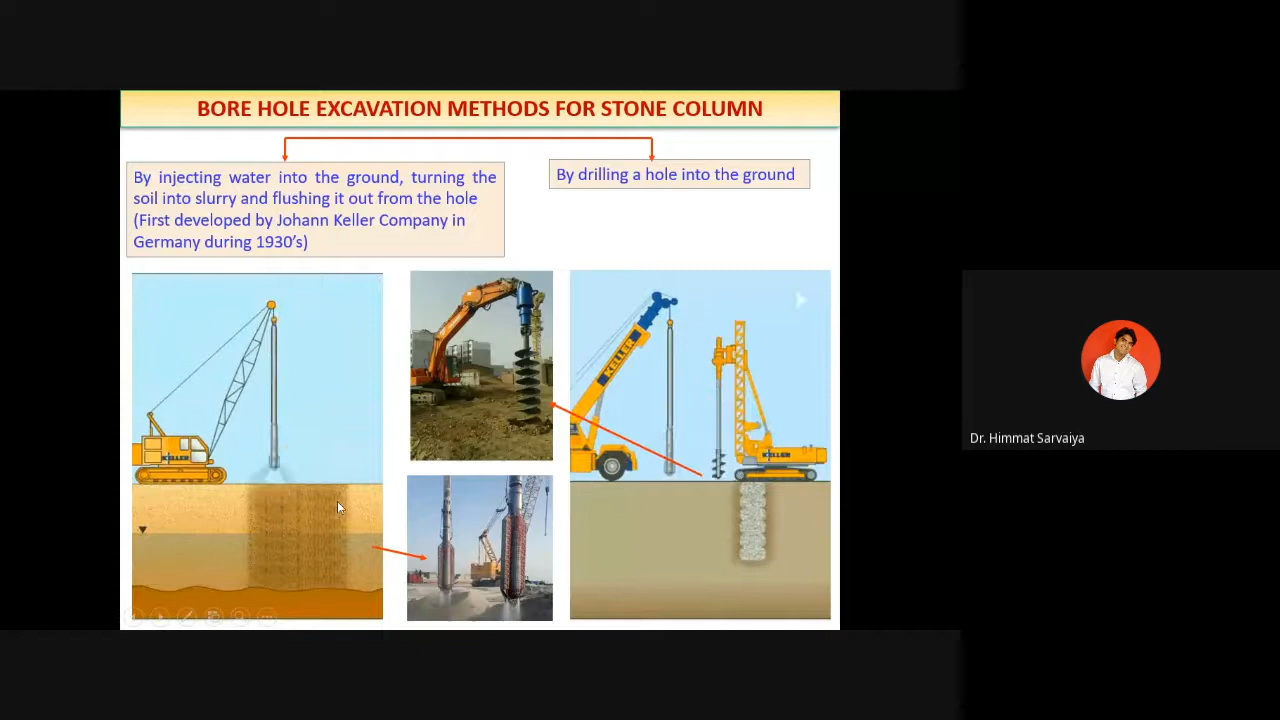 BORE HOLE EXCAVATION METHODS FOR STONE COLUMN
By injecting water into the ground, turning the
soil into slurry and flushing it out from the hole
(First developed by Johann Keller Company in
Germany during 1930's)
By drilling a hole into the ground
KELLER
KELLER
KELLER
Dr. Himmat Sarvaiya